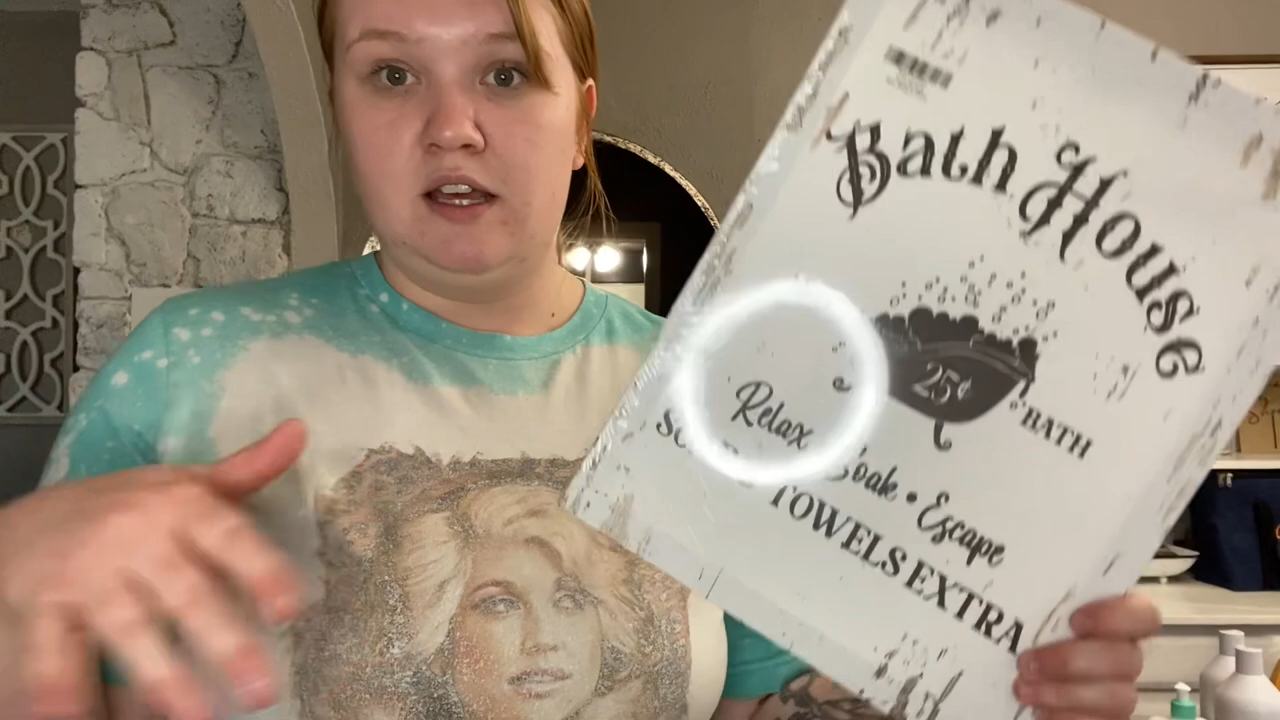 Bath House
25¢
BATH
Relax Soak • Escape
TOWELS EXTRA